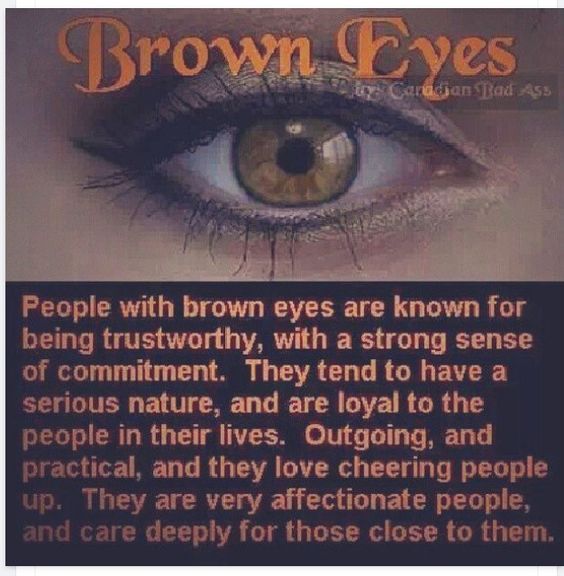 Brown Eyes
by: Canadian Bad Ass
People with brown eyes are known for
being trustworthy, with a strong sense
of commitment. They tend to have a
serious nature, and are loyal to the
people in their lives. Outgoing, and
practical, and they love cheering people
up. They are very affectionate people,
and care deeply for those close to them.